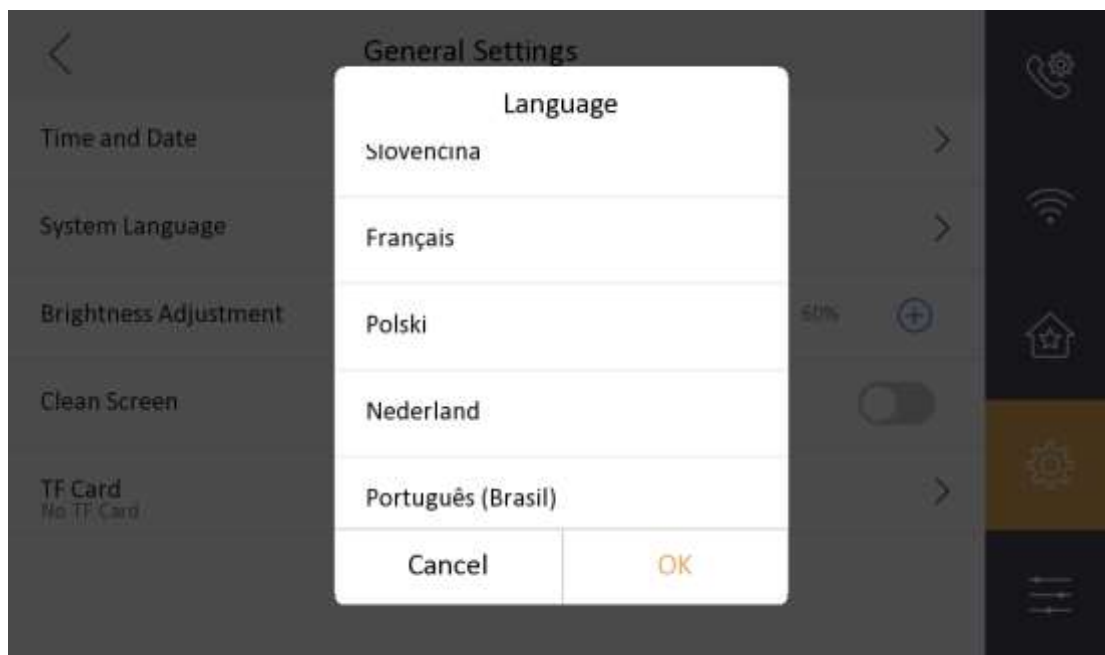 General Settings
Language
Time and Date
Slovencina
System Language
Français
Brightness Adjustment
Polski
60%
Clean Screen
Nederland
TF Card
No TF Card
Português (Brasil)
Cancel
OK